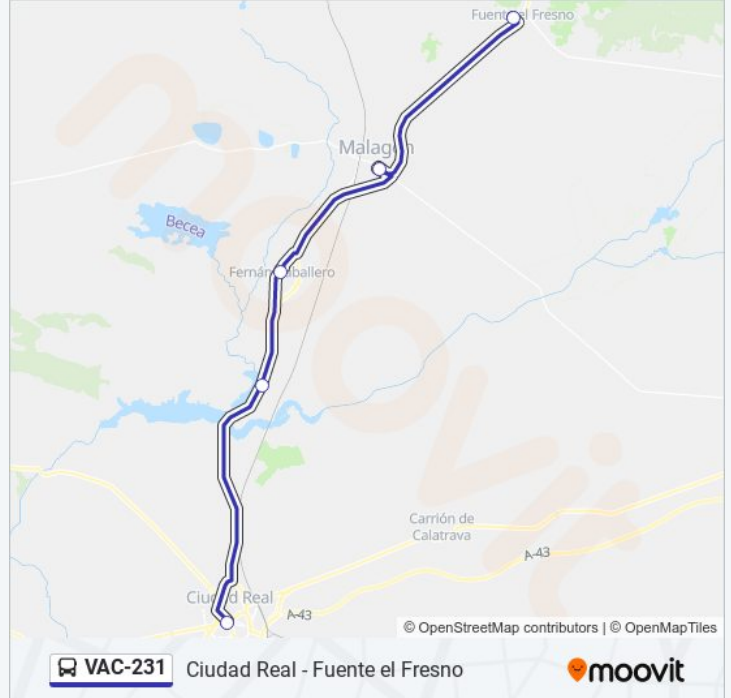 Fuente el Fresno
Malagón
Becea
Fernán Caballero
Carrión de
Calatrava
A-43
Ciudad Real
A-43
© OpenStreetMap contributors | © OpenMapTiles
VAC-231
Ciudad Real - Fuente el Fresno
moovit
moovit